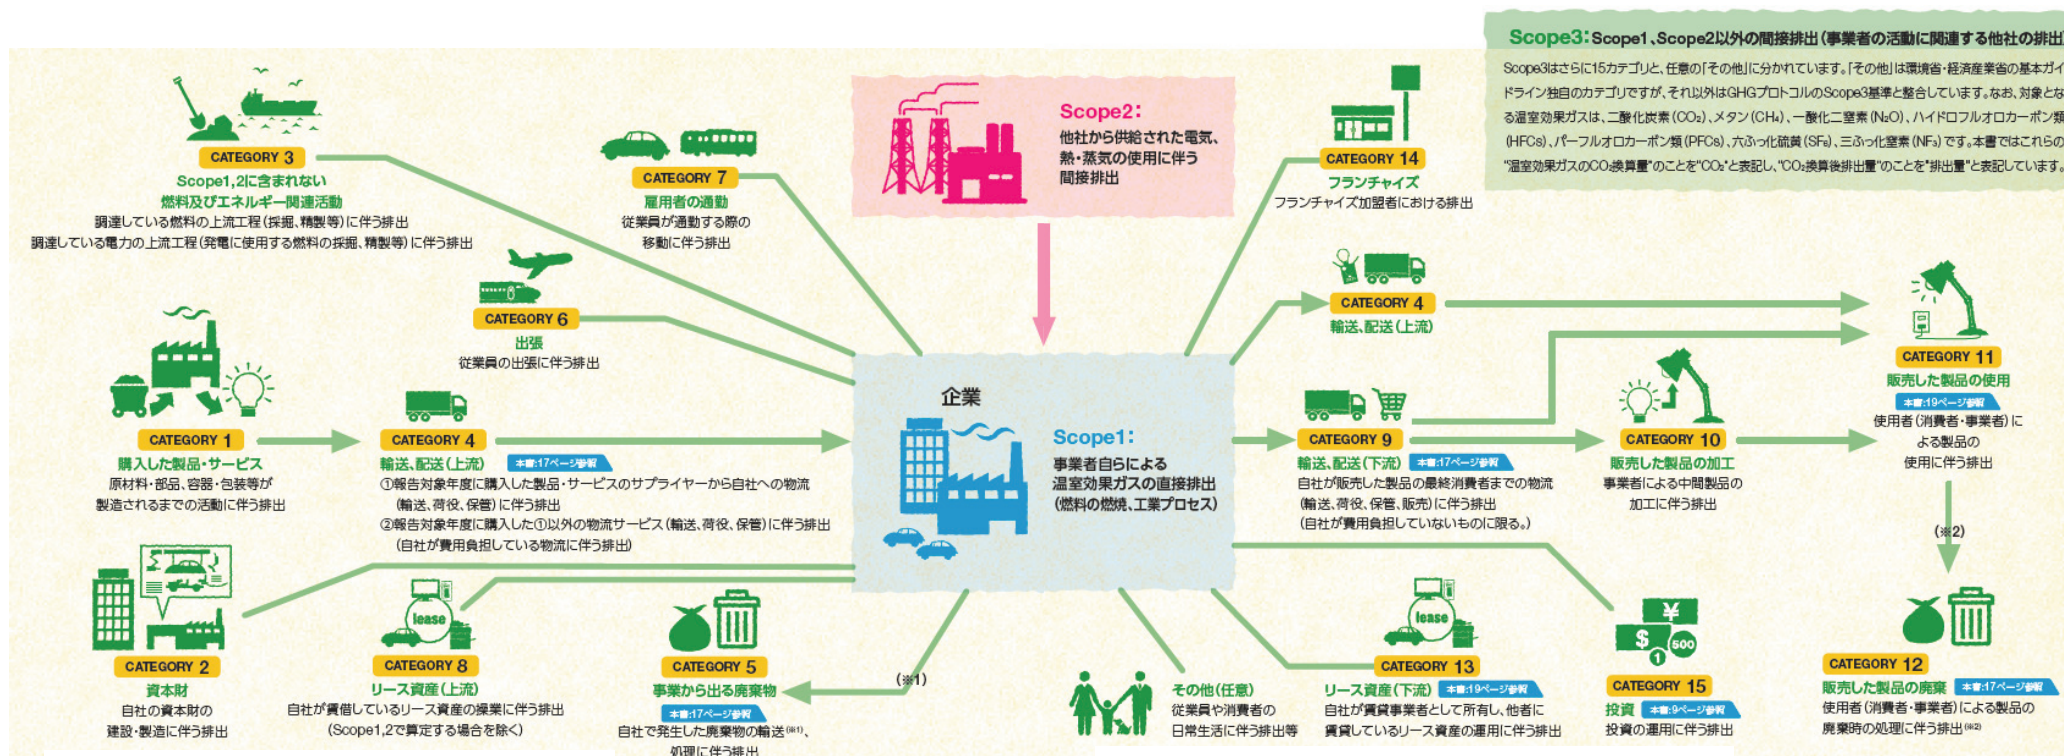 Scope3:Scope1、Scope2以外の間接排出(事業者の活動に関連する他社の排出)
Scope3はさらに15カテゴリと、任意の「その他」に分かれています。「その他」は環境省・経済産業省の基本ガイ
ドライン独自のカテゴリですが、それ以外はGHGプロトコルのScope3基準と整合しています。なお、対象とな
る温室効果ガスは、二酸化炭素(CO₂)、メタン(CH₄)、一酸化二窒素(N₂O)、ハイドロフルオロカーボン類
(HFCs)、パーフルオロカーボン類(PFCs)、六ふっ化硫黄(SF₆)、三ふっ化窒素(NF₃)です。本書ではこれらの
"温室効果ガスのCO₂換算量"のことを"CO₂"と表記し、"CO₂換算後排出量"のことを"排出量"と表記しています。
CATEGORY 3
Scope1,2に含まれない
燃料及びエネルギー関連活動
調達している燃料の上流工程(採掘、精製等)に伴う排出
調達している電力の上流工程(発電に使用する燃料の採掘、精製等)に伴う排出
CATEGORY 7
雇用者の通勤
従業員が通勤する際の
移動に伴う排出
Scope2:
他社から供給された電気、
熱・蒸気の使用に伴う
間接排出
CATEGORY 14
フランチャイズ
フランチャイズ加盟者における排出
CATEGORY 6
出張
従業員の出張に伴う排出
CATEGORY 4
輸送、配送(上流)
CATEGORY 11
販売した製品の使用
本書:19ページ参照
使用者(消費者・事業者)に
よる製品の
使用に伴う排出
CATEGORY 1
購入した製品・サービス
原材料・部品、容器・包装等が
製造されるまでの活動に伴う排出
CATEGORY 4
輸送、配送(上流) 本書:17ページ参照
①報告対象年度に購入した製品・サービスのサプライヤーから自社への物流
(輸送、荷役、保管)に伴う排出
②報告対象年度に購入した①以外の物流サービス(輸送、荷役、保管)に伴う排出
(自社が費用負担している物流に伴う排出)
企業
Scope1:
事業者自らによる
温室効果ガスの直接排出
(燃料の燃焼、工業プロセス)
CATEGORY 9
輸送、配送(下流) 本書:17ページ参照
自社が販売した製品の最終消費者までの物流
(輸送、荷役、保管、販売)に伴う排出
(自社が費用負担していないものに限る。)
CATEGORY 10
販売した製品の加工
事業者による中間製品の
加工に伴う排出
(※2)
CATEGORY 2
資本財
自社の資本財の
建設・製造に伴う排出
lease
CATEGORY 8
リース資産(上流)
自社が賃借しているリース資産の操業に伴う排出
(Scope1,2で算定する場合を除く)
CATEGORY 5
事業から出る廃棄物
本書:17ページ参照
自社で発生した廃棄物の輸送(※1)、
処理に伴う排出
(※1)
その他(任意)
従業員や消費者の
日常生活に伴う排出等
lease
CATEGORY 13
リース資産(下流) 本書:19ページ参照
自社が賃貸事業者として所有し、他者に
賃貸しているリース資産の運用に伴う排出
¥
$
1
500
CATEGORY 15
投資 本書:9ページ参照
投資の運用に伴う排出
CATEGORY 12
販売した製品の廃棄 本書:17ページ参照
使用者(消費者・事業者)による製品の
廃棄時の処理に伴う排出(※2)